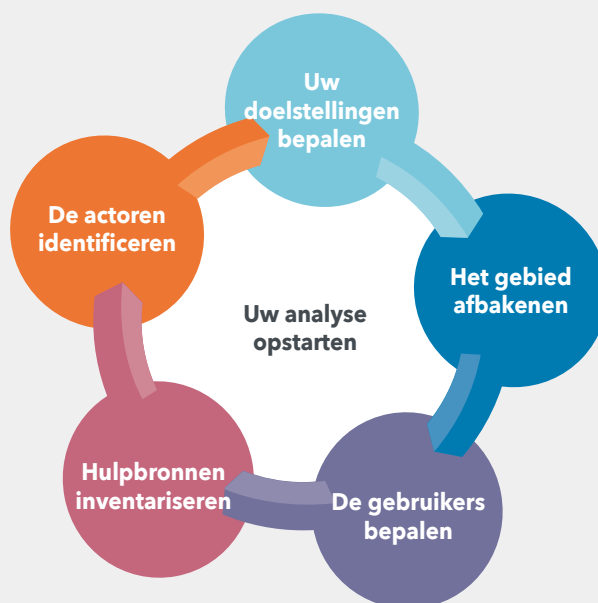 Uw
doelstellingen
bepalen
Het gebied
afbakenen
De gebruikers
bepalen
Hulpbronnen
inventariseren
De actoren
identificeren
Uw analyse
opstarten